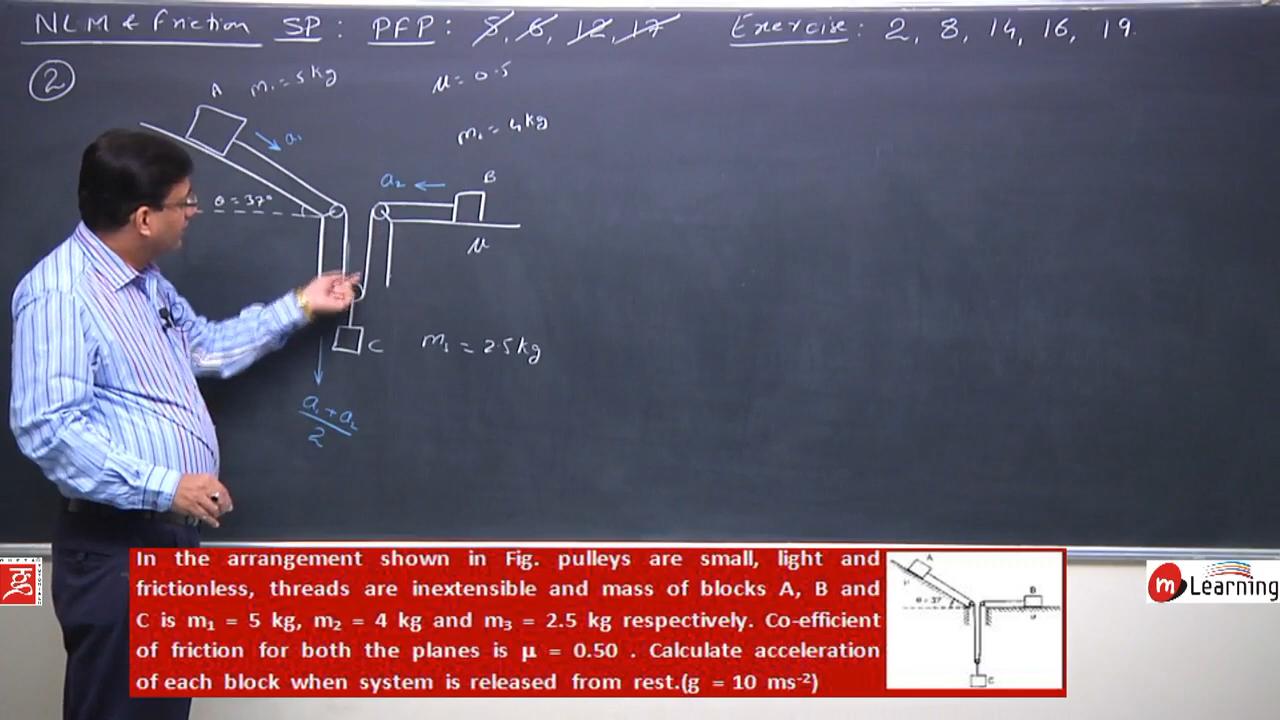 NLM & Friction SP : PFP : 5, 6, 12, 17 Exercise : 2, 8, 14, 16, 19.
2
A m₁ = 5 kg μ = 0.5
a₁
m₂ = 4 kg
a₂ B
θ = 37°
μ
C m₃ = 2.5 kg
a₁ + a₂
2
In the arrangement shown in Fig. pulleys are small, light and
frictionless, threads are inextensible and mass of blocks A, B and
C is m₁ = 5 kg, m₂ = 4 kg and m₃ = 2.5 kg respectively. Co-efficient
of friction for both the planes is μ = 0.50 . Calculate acceleration
of each block when system is released from rest.(g = 10 ms⁻²)
A
μ
θ = 37
B
μ
C
m Learning